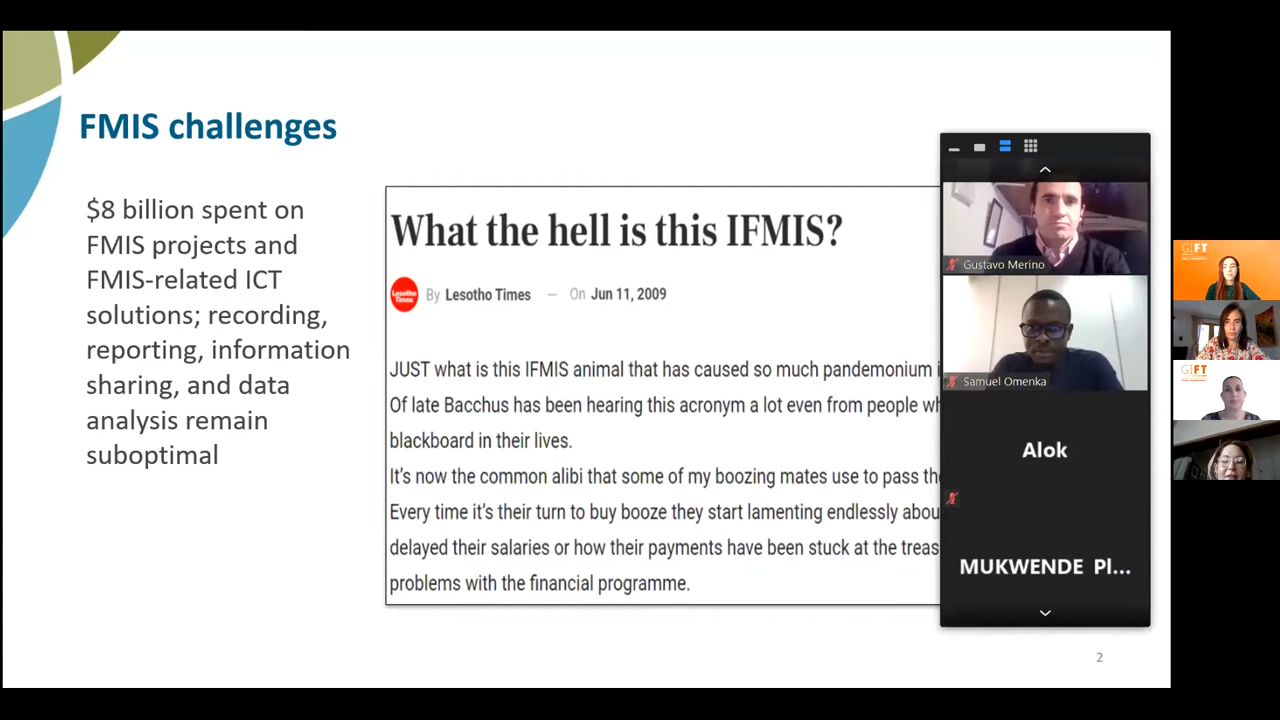 FMIS challenges
$8 billion spent on
FMIS projects and
FMIS-related ICT
solutions; recording,
reporting, information
sharing, and data
analysis remain
suboptimal
What the hell is this IFMIS?
Lesotho
Times
By Lesotho Times — On Jun 11, 2009
JUST what is this IFMIS animal that has caused so much pandemonium
Of late Bacchus has been hearing this acronym a lot even from people
blackboard in their lives.
It's now the common alibi that some of my boozing mates use to pass
Every time it's their turn to buy booze they start lamenting endlessly
delayed their salaries or how their payments have been stuck at the
problems with the financial programme.
Gustavo Merino
Samuel Omenka
Alok
MUKWENDE Pl...
2
GIFT
GIFT